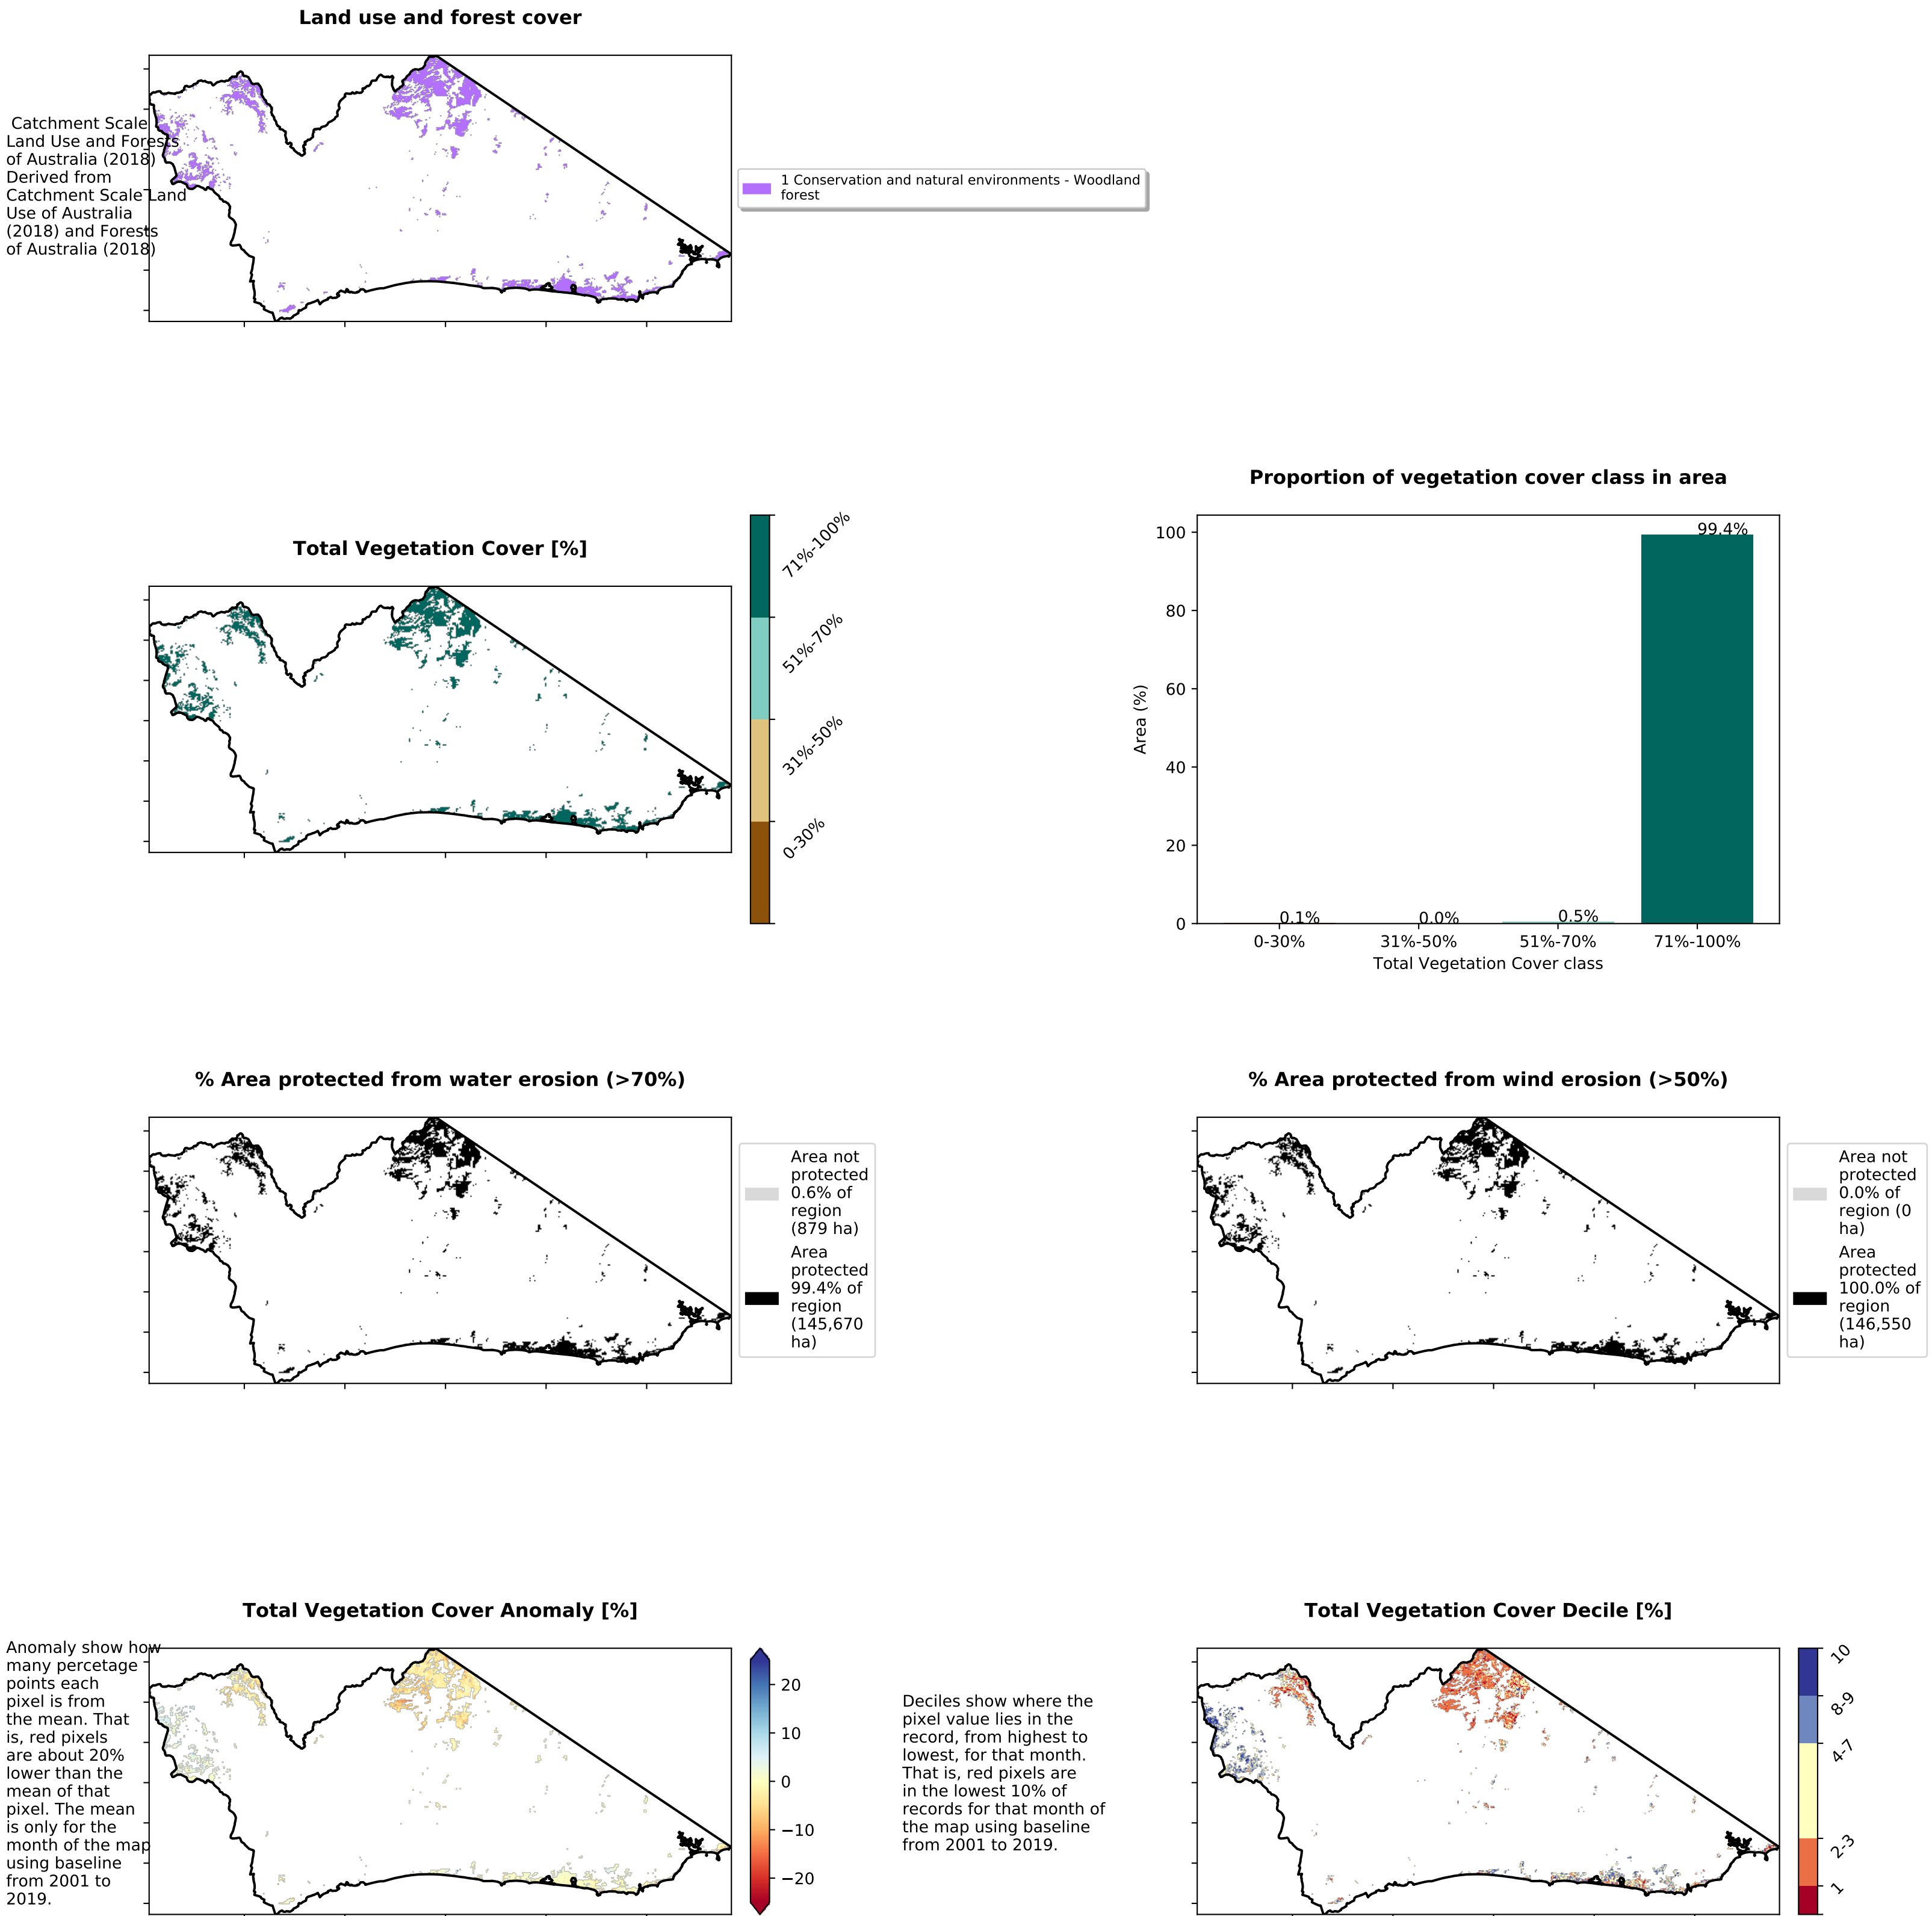 Land use and forest cover
Catchment Scale
Land Use and Forests
of Australia (2018)
Derived from
Catchment Scale Land
Use of Australia
(2018) and Forests
of Australia (2018)
1 Conservation and natural environments - Woodland
forest
Total Vegetation Cover [%]
71%-100%
51%-70%
31%-50%
0-30%
Proportion of vegetation cover class in area
Area (%)
100
80
60
40
20
0
0.1%
0.0%
0.5%
99.4%
0-30%
31%-50%
51%-70%
71%-100%
Total Vegetation Cover class
% Area protected from water erosion (>70%)
Area not
protected
0.6% of
region
(879 ha)
Area
protected
99.4% of
region
(145,670
ha)
% Area protected from wind erosion (>50%)
Area not
protected
0.0% of
region (0
ha)
Area
protected
100.0% of
region
(146,550
ha)
Total Vegetation Cover Anomaly [%]
Anomaly show how
many percetage
points each
pixel is from
the mean. That
is, red pixels
are about 20%
lower than the
mean of that
pixel. The mean
is only for the
month of the map
using baseline
from 2001 to
2019.
20
10
0
−10
−20
Total Vegetation Cover Decile [%]
Deciles show where the
pixel value lies in the
record, from highest to
lowest, for that month.
That is, red pixels are
in the lowest 10% of
records for that month of
the map using baseline
from 2001 to 2019.
10
8-9
4-7
2-3
1